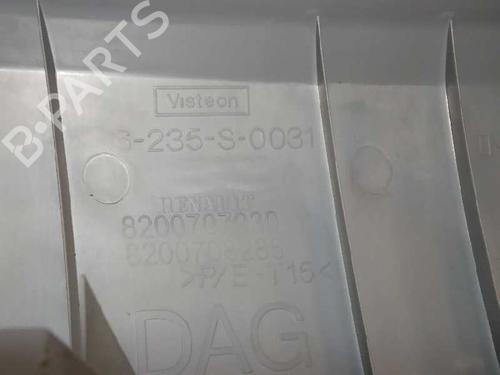 B-PARTS
Visteon
S-235-S-0031
RENAULT
8200707030
>P/E-T15<
DAG